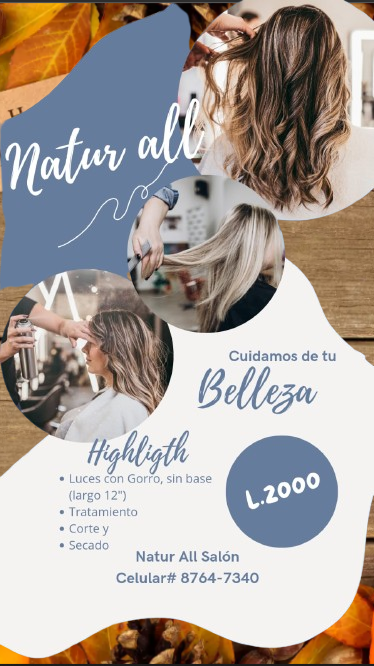 Natur all
Cuidamos de tu
Belleza
Highligth
• Luces con Gorro, sin base
(largo 12")
• Tratamiento
• Corte y
• Secado
L.2000
Natur All Salón
Celular# 8764-7340